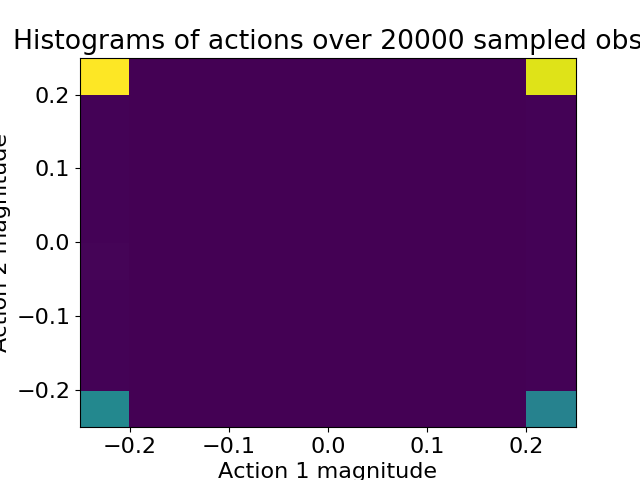 Histograms of actions over 20000 sampled obs
0.2
0.1
0.0
−0.1
−0.2
Action 2 magnitude
−0.2 −0.1 0.0 0.1 0.2
Action 1 magnitude